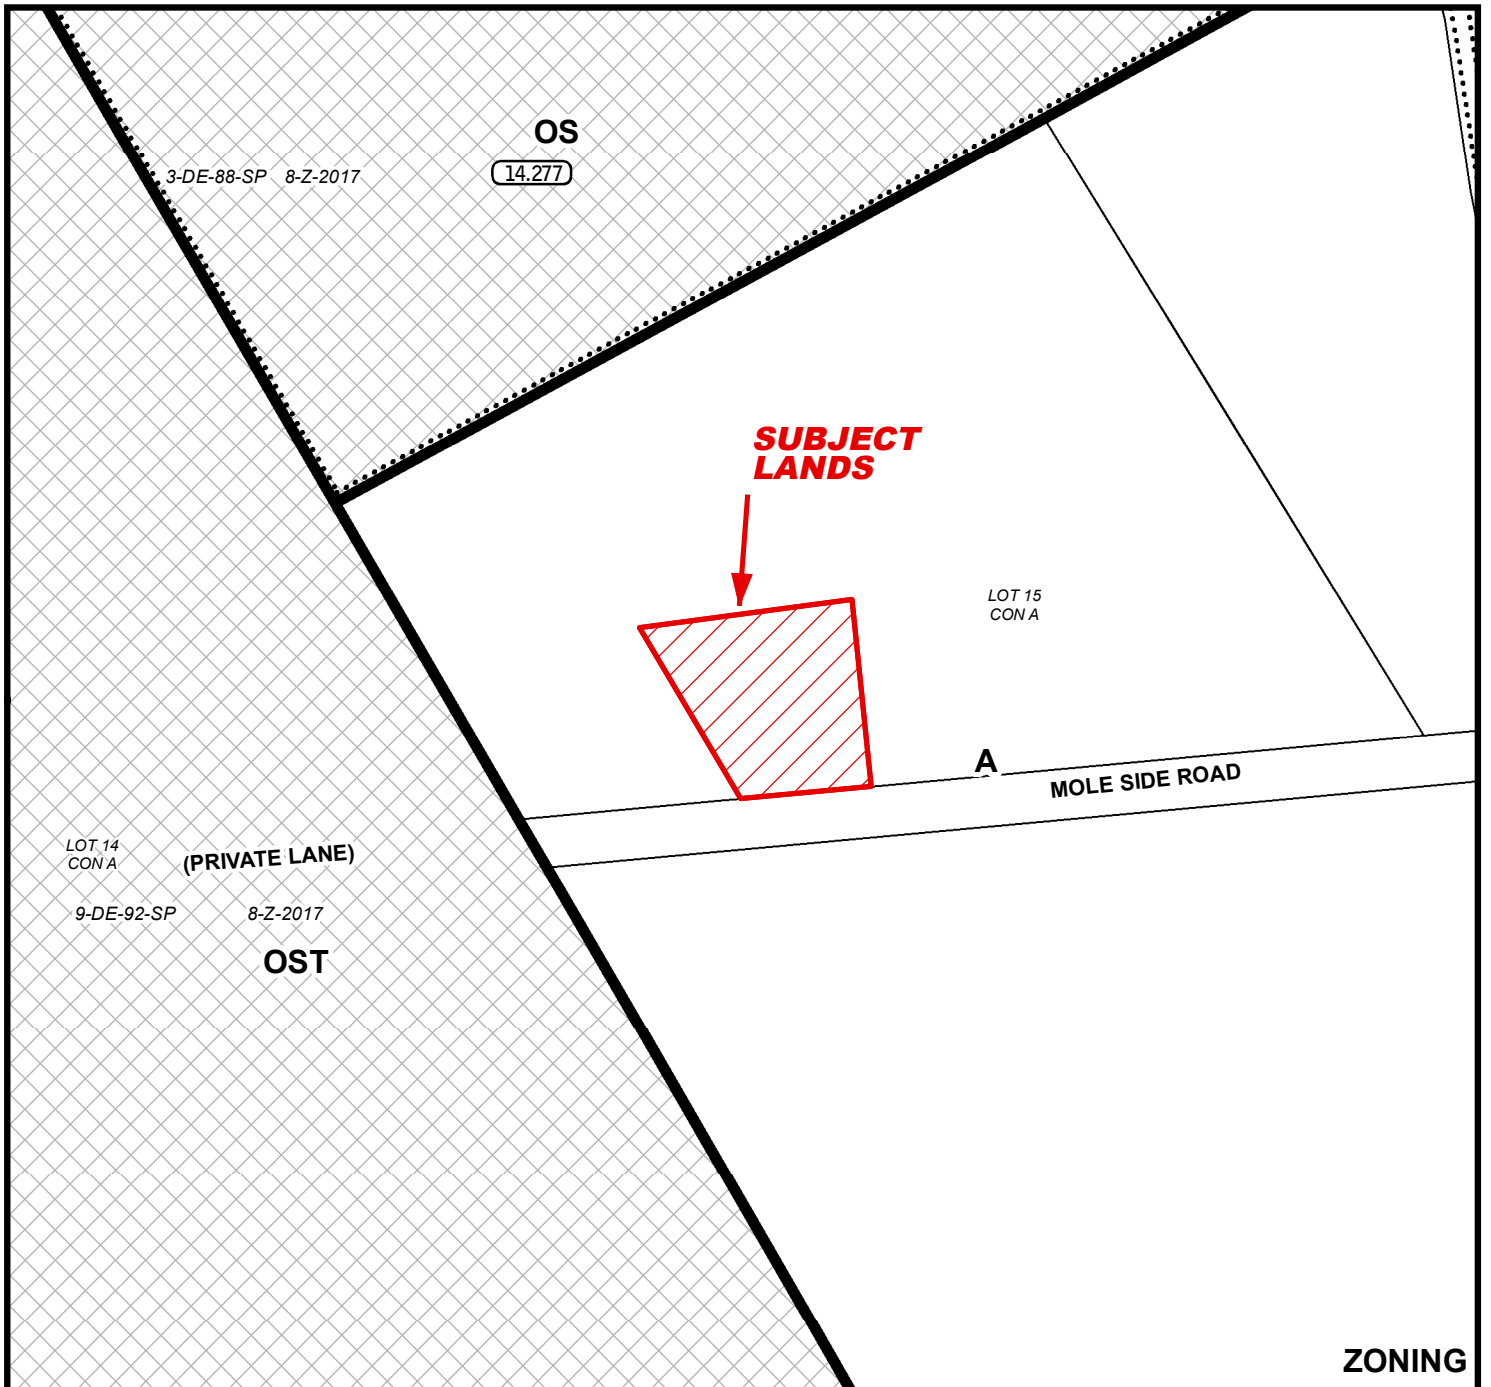 OS
14.277
3-DE-88-SP 8-Z-2017
SUBJECT
LANDS
LOT 15
CON A
A
MOLE SIDE ROAD
LOT 14
CON A
(PRIVATE LANE)
9-DE-92-SP 8-Z-2017
OST
ZONING